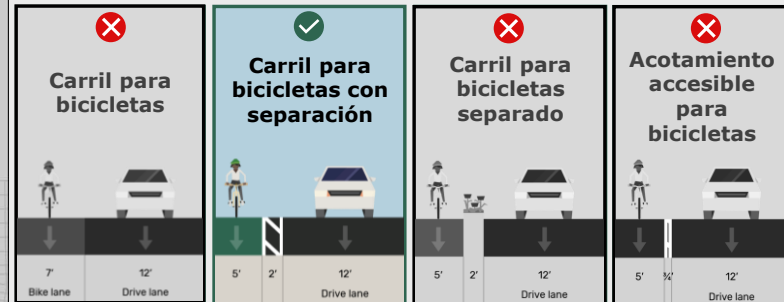 Carril para
bicicletas
7'
12'
Bike lane
Drive lane
Carril para
bicicletas con
separación
5'
2'
12'
Drive lane
Carril para
bicicletas
separado
5'
2'
12'
Drive lane
Acotamiento
accesible
para
bicicletas
5'
¾'
12'
Drive lane